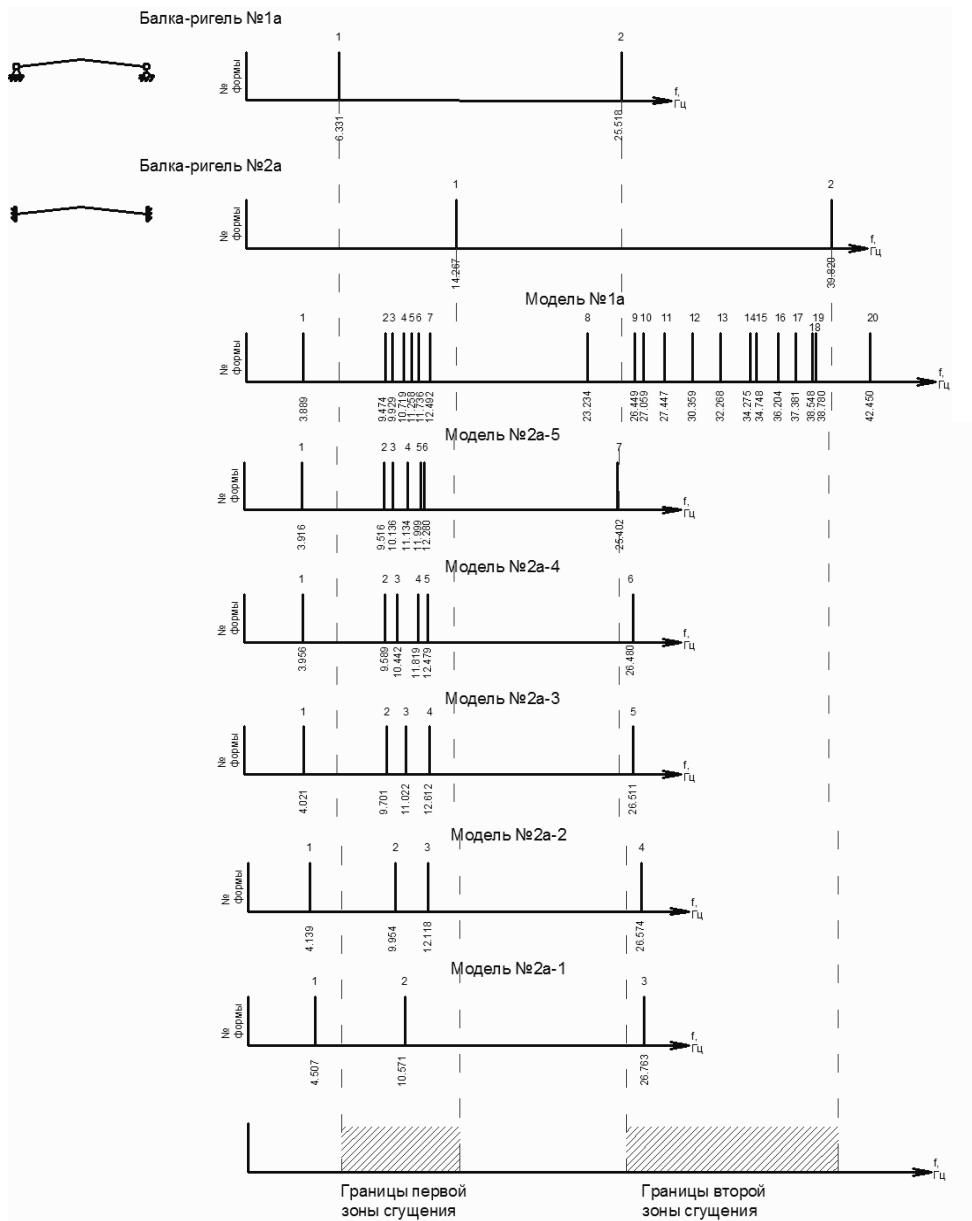 Балка-ригель №1а
1 2
№ формы
f, Гц
6.331 25.518
Балка-ригель №2а
1 2
№ формы
f, Гц
14.267 39.820
Модель №1а
1 2 3 4 5 6 7 8 9 10 11 12 13 14 15 16 17 18 19 20
№ формы
f, Гц
3.889 9.474 9.929 10.719 11.258 11.736 12.492 23.234 26.449 27.059 27.447 30.359 32.268 34.275 34.748 36.204 37.381 38.548 38.780 42.450
Модель №2а-5
1 2 3 4 5 6 7
№ формы
f, Гц
3.916 9.516 10.136 11.134 11.999 12.280 25.402
Модель №2а-4
1 2 3 4 5 6
№ формы
f, Гц
3.956 9.589 10.442 11.819 12.479 26.480
Модель №2а-3
1 2 3 4 5
№ формы
f, Гц
4.021 9.701 11.022 12.612 26.511
Модель №2а-2
1 2 3 4
№ формы
f, Гц
4.139 9.954 12.118 26.574
Модель №2а-1
1 2 3
№ формы
f, Гц
4.507 10.571 26.763
f, Гц
Границы первой
зоны сгущения
Границы второй
зоны сгущения